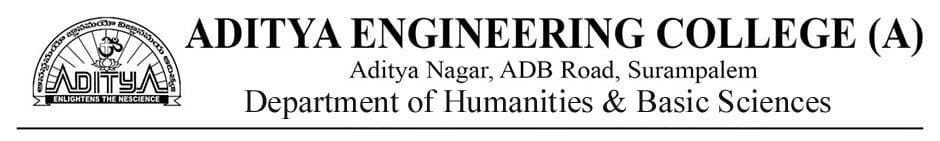 ADITYA ENGINEERING COLLEGE (A)
Aditya Nagar, ADB Road, Surampalem
Department of Humanities & Basic Sciences
ADITYA
ENLIGHTENS THE NESCIENCE